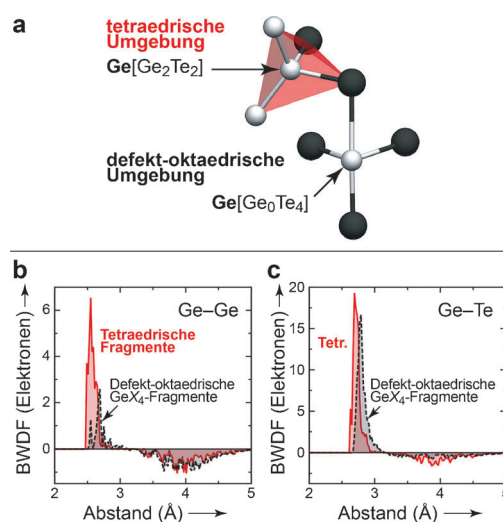 a
tetraedrische
Umgebung
Ge[Ge₂Te₂]
defekt-oktaedrische
Umgebung
Ge[Ge₀Te₄]
b
BWDF (Elektronen)
6
4
2
0
Ge–Ge
Tetraedrische
Fragmente
Defekt-oktaedrische
GeX₄-Fragmente
2 3 4 5
Abstand (Å)
c
BWDF (Elektronen)
20
15
10
5
0
Ge–Te
Tetr.
Defekt-oktaedrische
GeX₄-Fragmente
2 3 4 5
Abstand (Å)